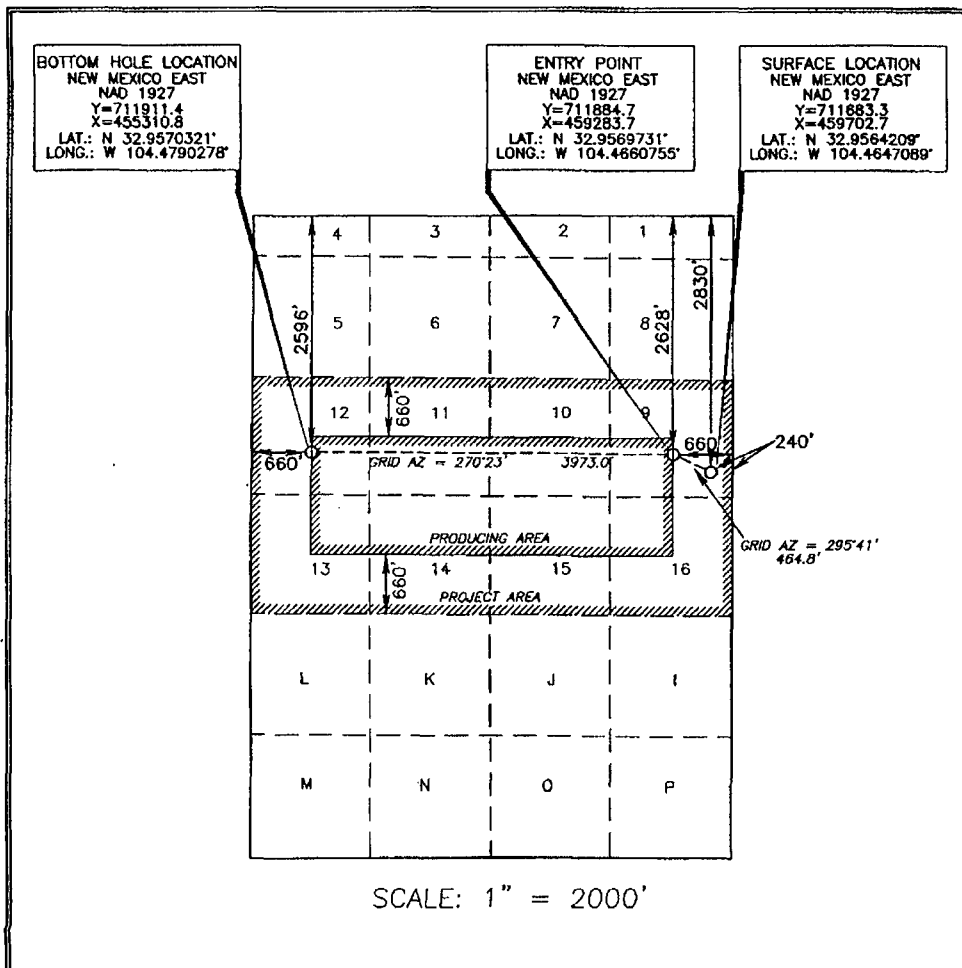 BOTTOM HOLE LOCATION
NEW MEXICO EAST
NAD 1927
Y=711911.4
X=455310.8
LAT.: N 32.9570321°
LONG.: W 104.4790278°
ENTRY POINT
NEW MEXICO EAST
NAD 1927
Y=711884.7
X=459283.7
LAT.: N 32.9569731°
LONG.: W 104.4660755°
SURFACE LOCATION
NEW MEXICO EAST
NAD 1927
Y=711683.3
X=459702.7
LAT.: N 32.9564209°
LONG.: W 104.4647089°
4 3 2 1
2596'
2628'
2830'
5 6 7 8
12 11 10 9
660'
660'
660
240'
GRID AZ = 270°23' 3973.0'
GRID AZ = 295°41'
464.8'
PRODUCING AREA
13 14 15 16
660'
PROJECT AREA
L K J I
M N O P
SCALE: 1" = 2000'